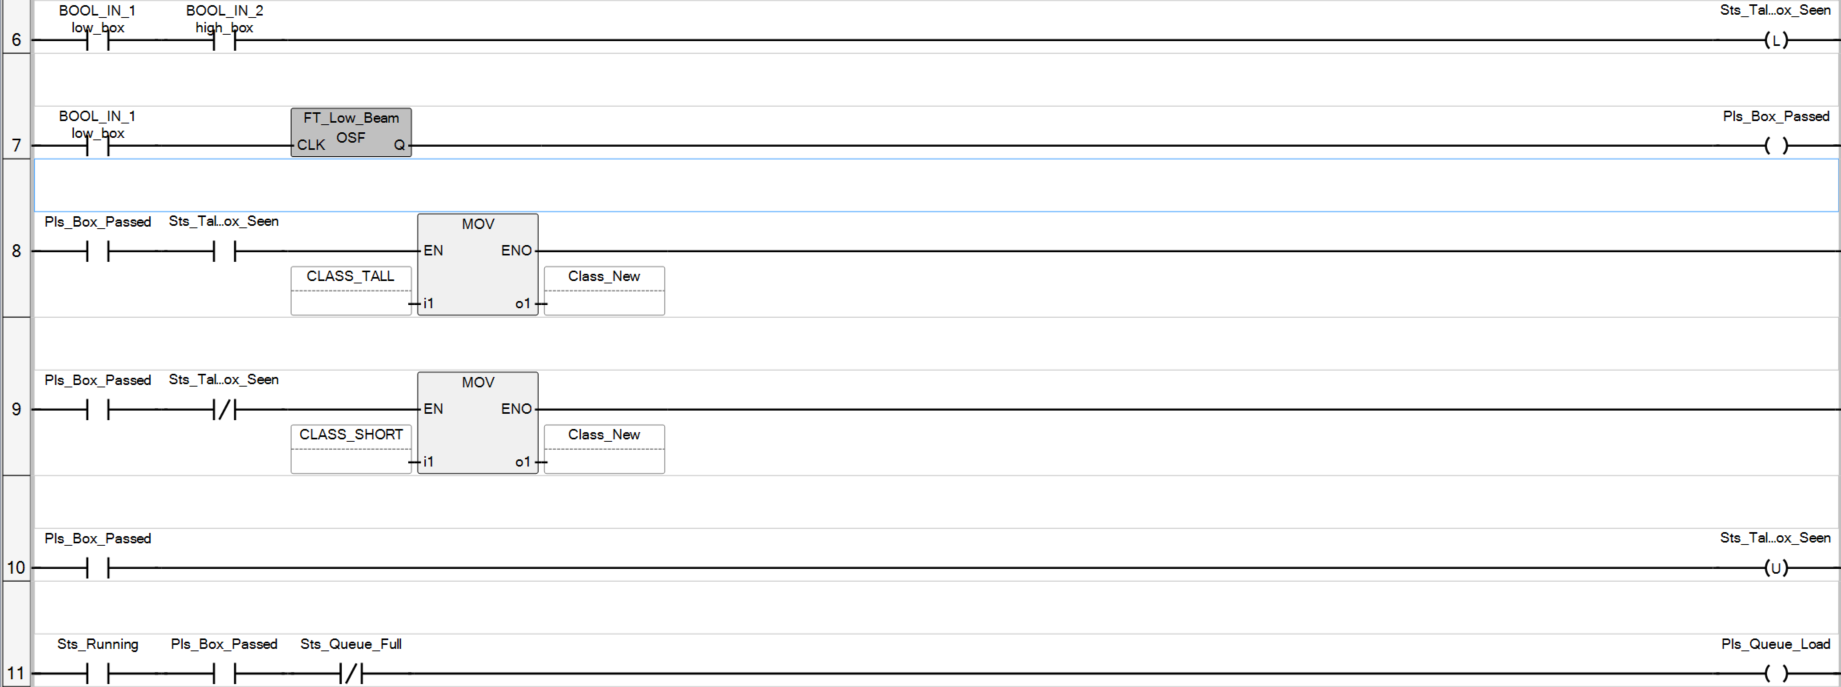 BOOL_IN_1 BOOL_IN_2 Sts_Tal...ox_Seen
low_box high_box
6 L
BOOL_IN_1 FT_Low_Beam Pls_Box_Passed
low_box OSF
7 CLK Q
Pls_Box_Passed Sts_Tal...ox_Seen MOV
8 EN ENO
CLASS_TALL Class_New
i1 o1
Pls_Box_Passed Sts_Tal...ox_Seen MOV
9 EN ENO
CLASS_SHORT Class_New
i1 o1
Pls_Box_Passed Sts_Tal...ox_Seen
10 U
Sts_Running Pls_Box_Passed Sts_Queue_Full Pls_Queue_Load
11